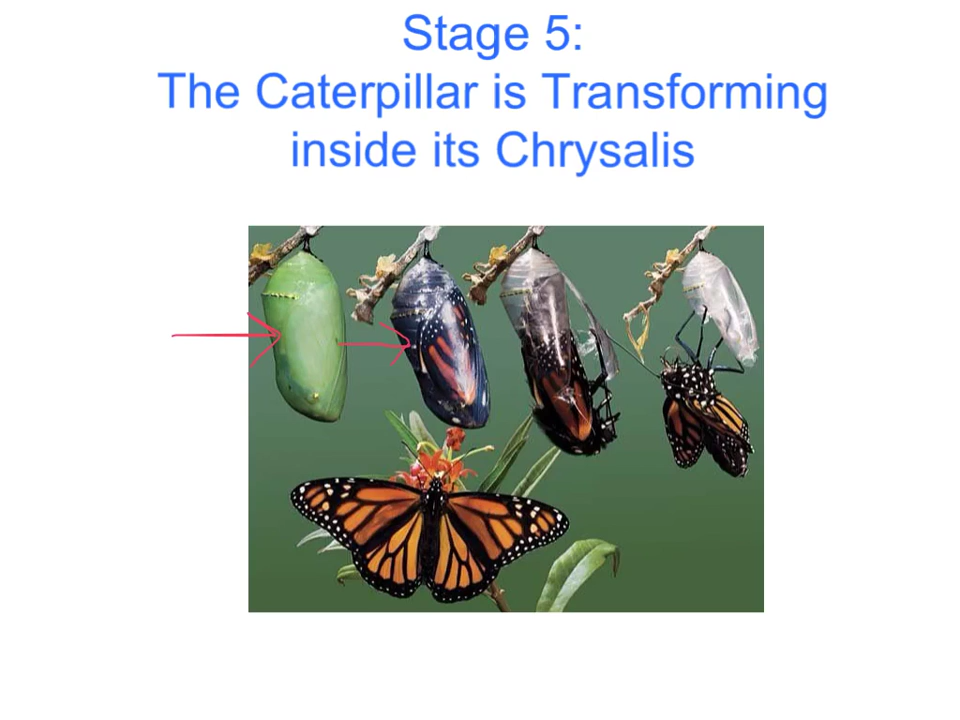 Stage 5:
The Caterpillar is Transforming
inside its Chrysalis